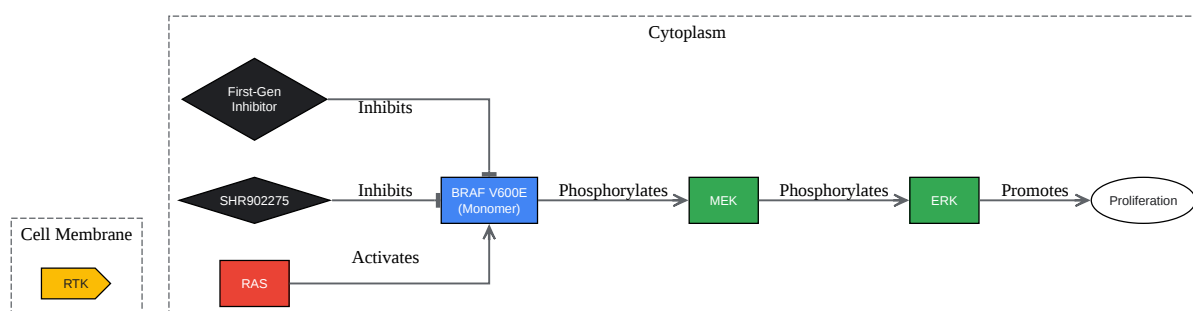 Cytoplasm
First-Gen
Inhibitor
Inhibits
SHR902275
Inhibits
BRAF V600E
(Monomer)
Phosphorylates
MEK
Phosphorylates
ERK
Promotes
Proliferation
Cell Membrane
RTK
Activates
RAS